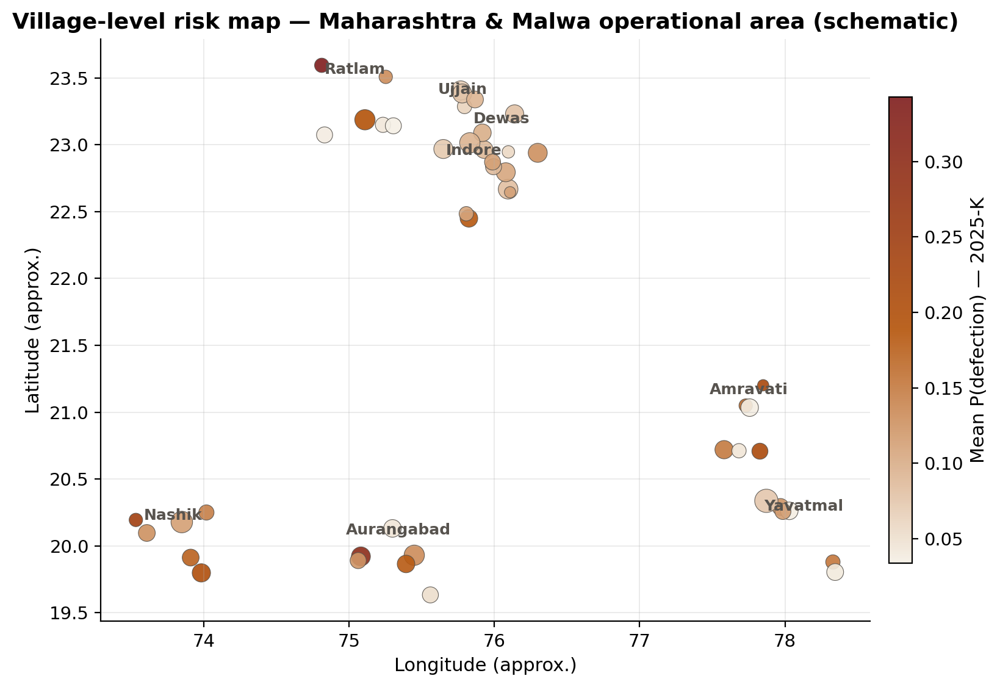 Village-level risk map — Maharashtra & Malwa operational area (schematic)
Ratlam
Ujjain
Dewas
Indore
Amravati
Yavatmal
Nashik
Aurangabad
23.5
23.0
22.5
22.0
21.5
21.0
20.5
20.0
19.5
Latitude (approx.)
74
75
76
77
78
Longitude (approx.)
0.30
0.25
0.20
0.15
0.10
0.05
Mean P(defection) — 2025-K